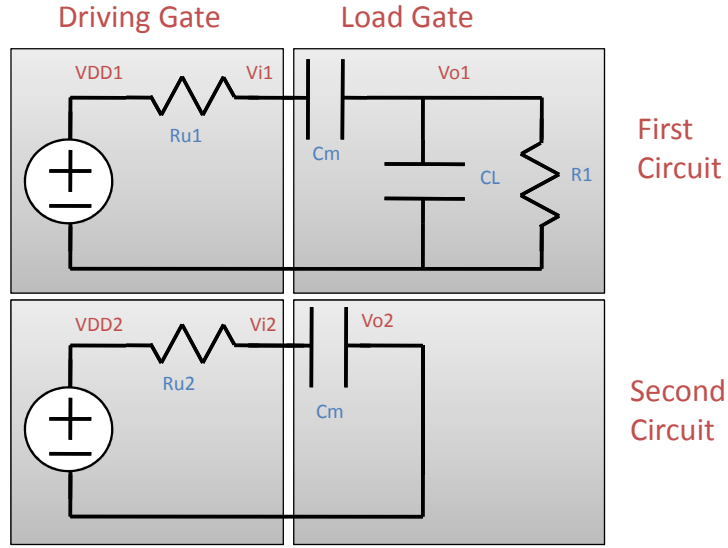 Driving Gate
Load Gate
VDD1
Vi1
Vo1
Ru1
Cm
CL
R1
First
Circuit
VDD2
Vi2
Vo2
Ru2
Cm
Second
Circuit